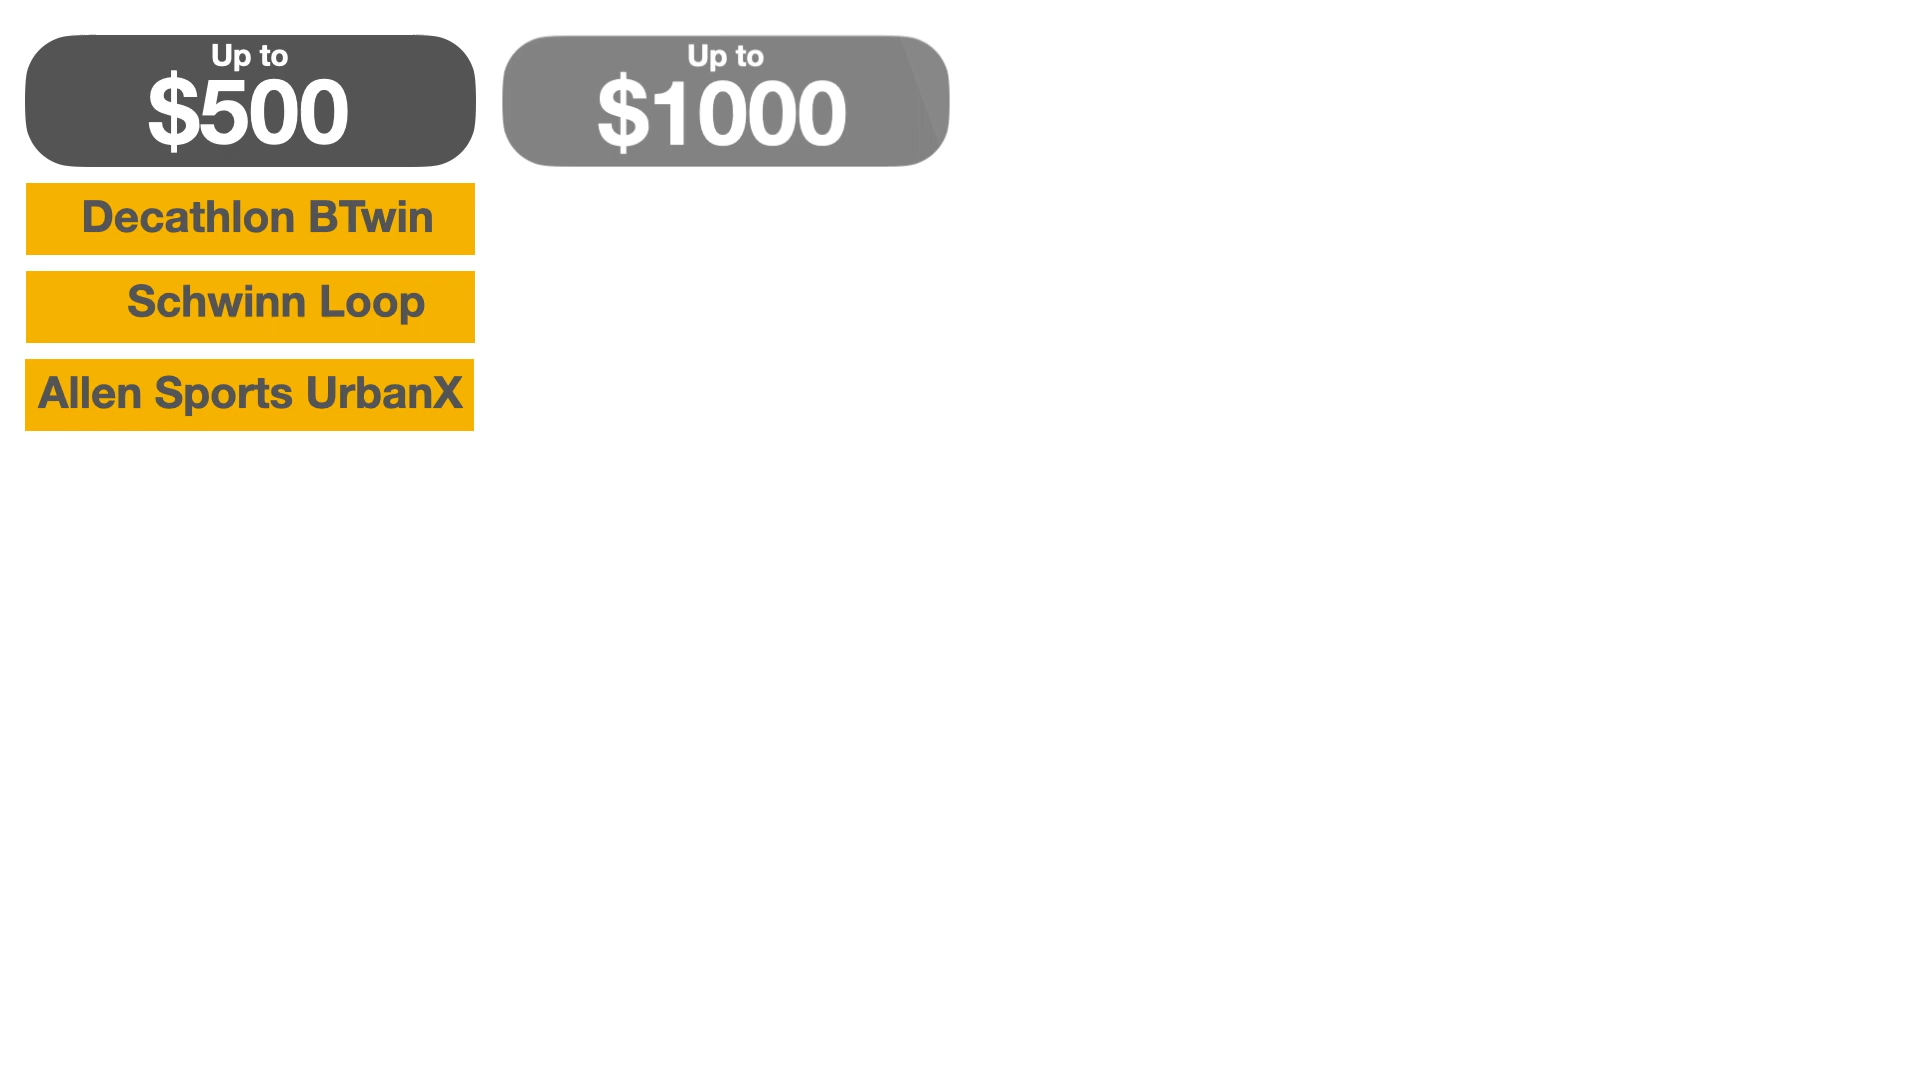 Up to
$500
Up to
$1000
Decathlon BTwin
Schwinn Loop
Allen Sports UrbanX